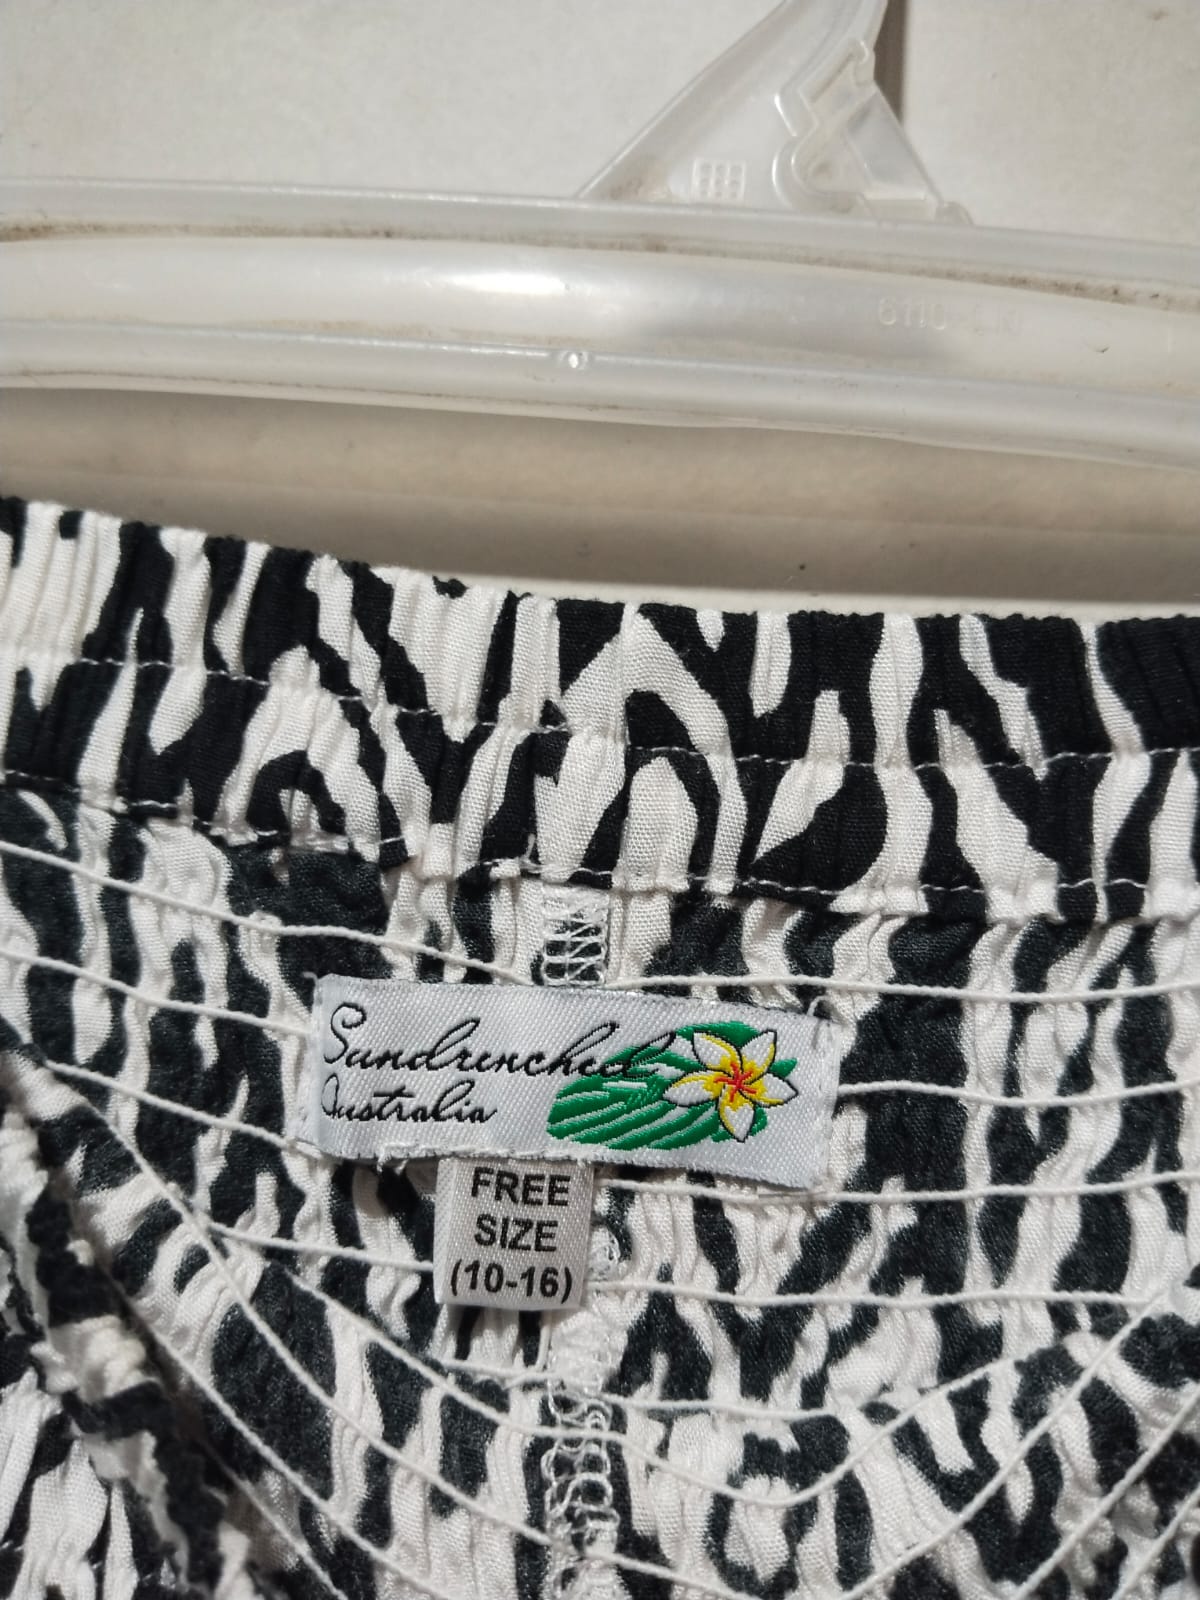 Sundrenched
Australia
FREE
SIZE
(10-16)